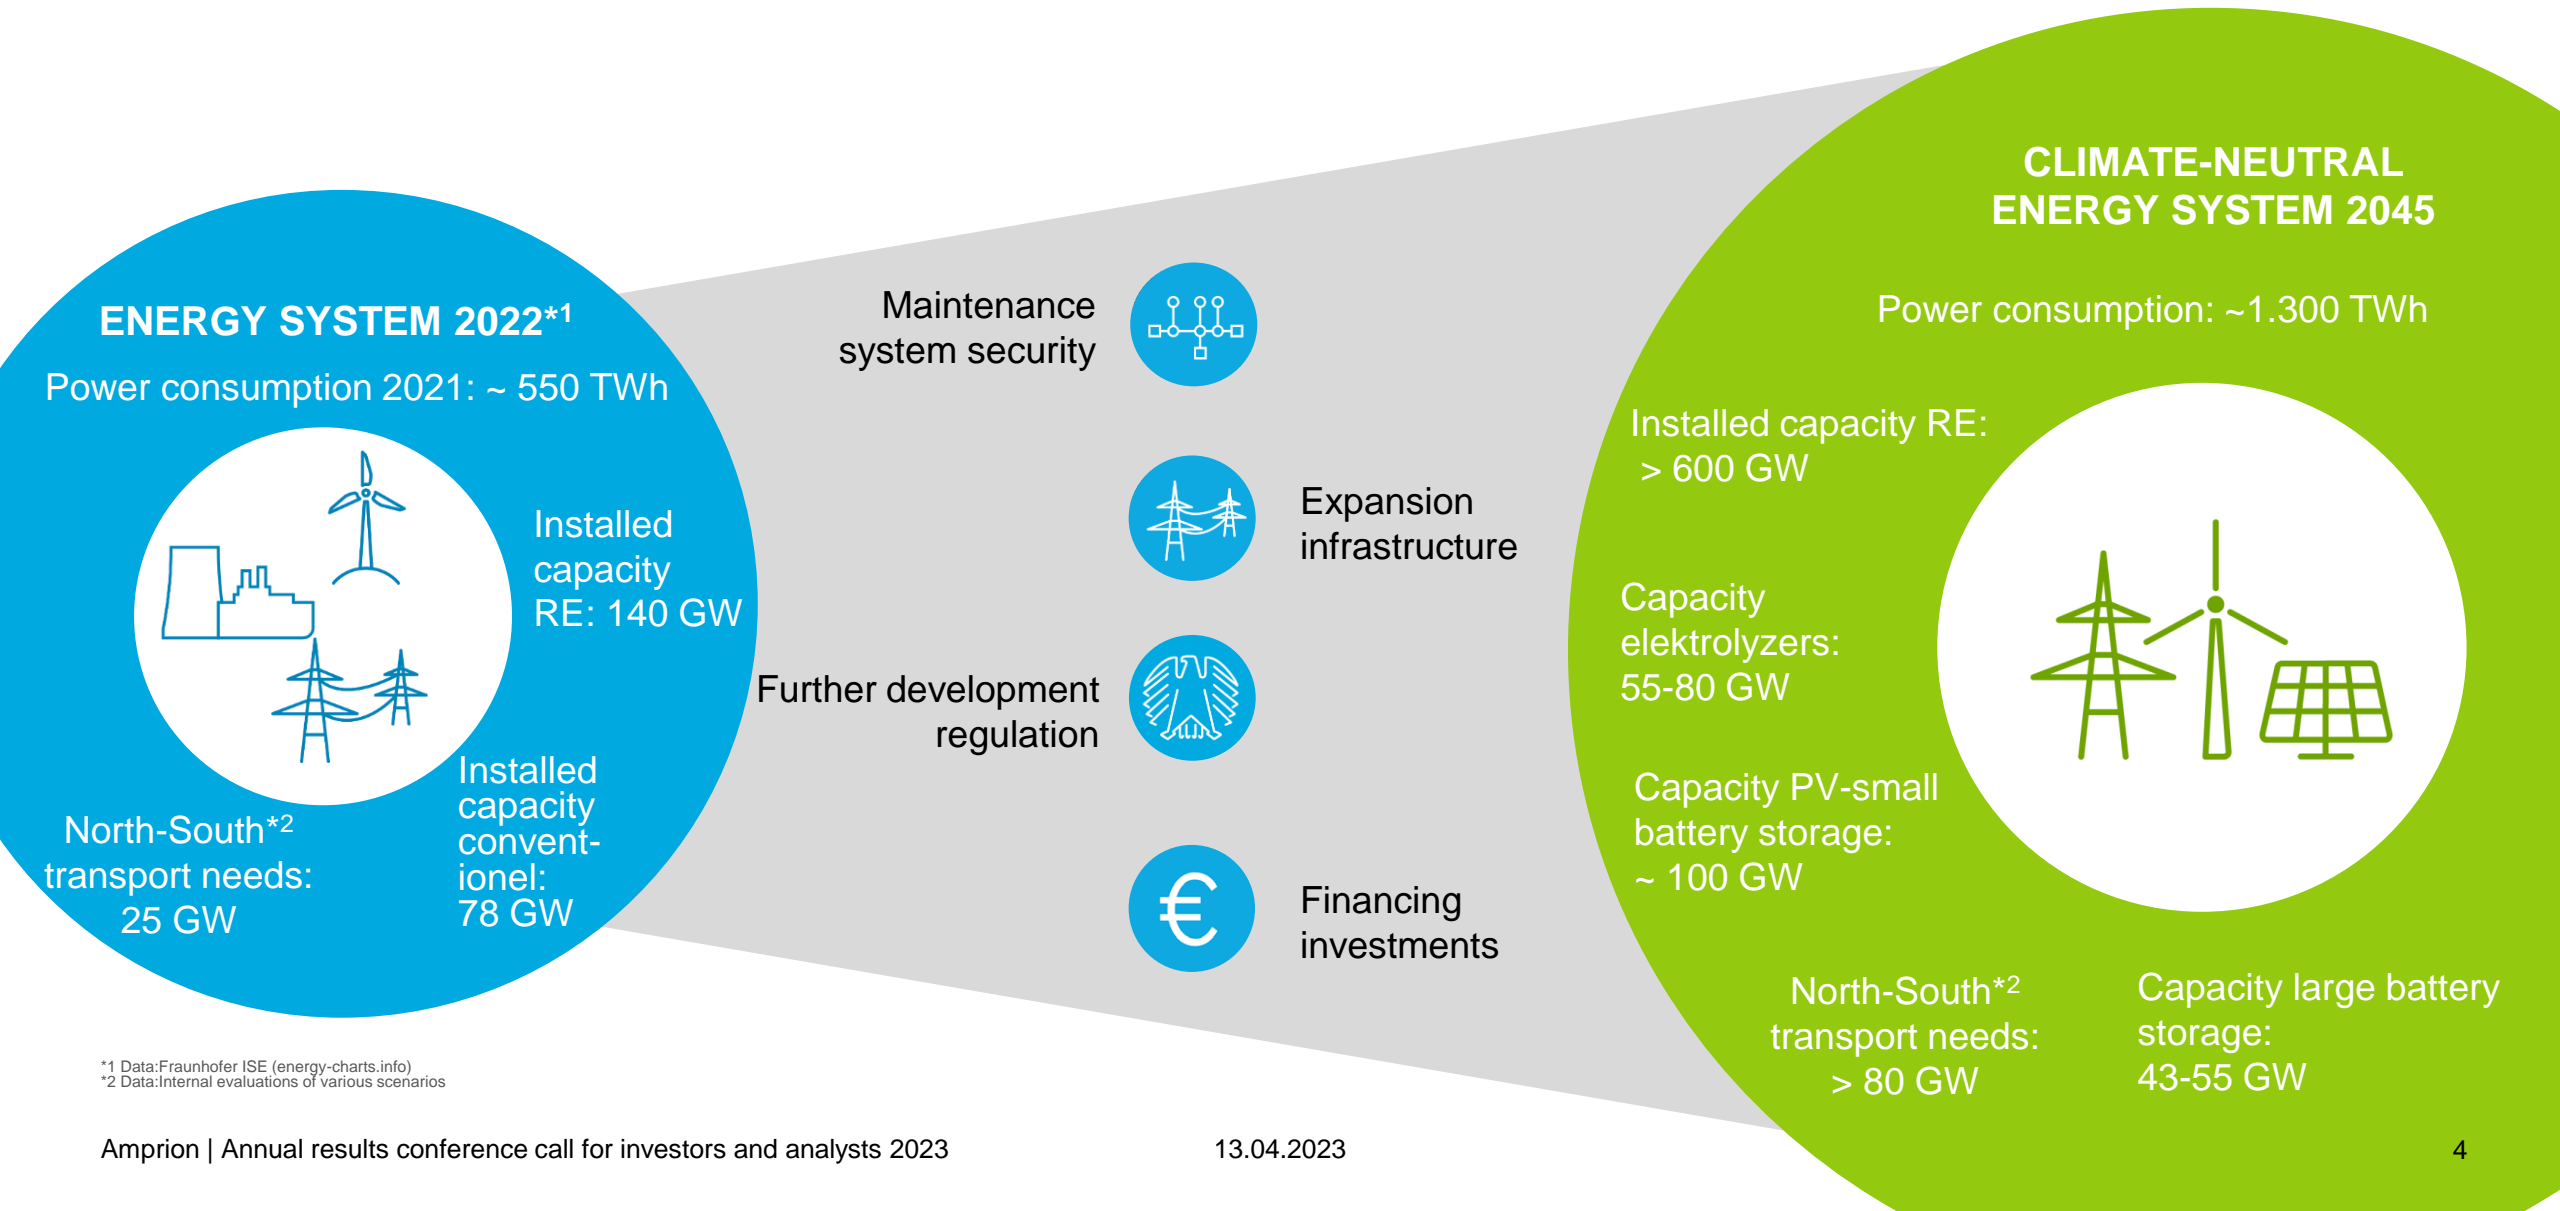 ENERGY SYSTEM 2022*1
Power consumption 2021: ~ 550 TWh
Installed
capacity
RE: 140 GW
Installed
capacity
convent-
ionel:
78 GW
North-South*2
transport needs:
25 GW
Maintenance
system security
Expansion
infrastructure
Further development
regulation
€
Financing
investments
CLIMATE-NEUTRAL
ENERGY SYSTEM 2045
Power consumption: ~1.300 TWh
Installed capacity RE:
> 600 GW
Capacity
elektrolyzers:
55-80 GW
Capacity PV-small
battery storage:
~ 100 GW
North-South*2
transport needs:
> 80 GW
Capacity large battery
storage:
43-55 GW
*1 Data:Fraunhofer ISE (energy-charts.info)
*2 Data:Internal evaluations of various scenarios
Amprion | Annual results conference call for investors and analysts 2023
13.04.2023
4